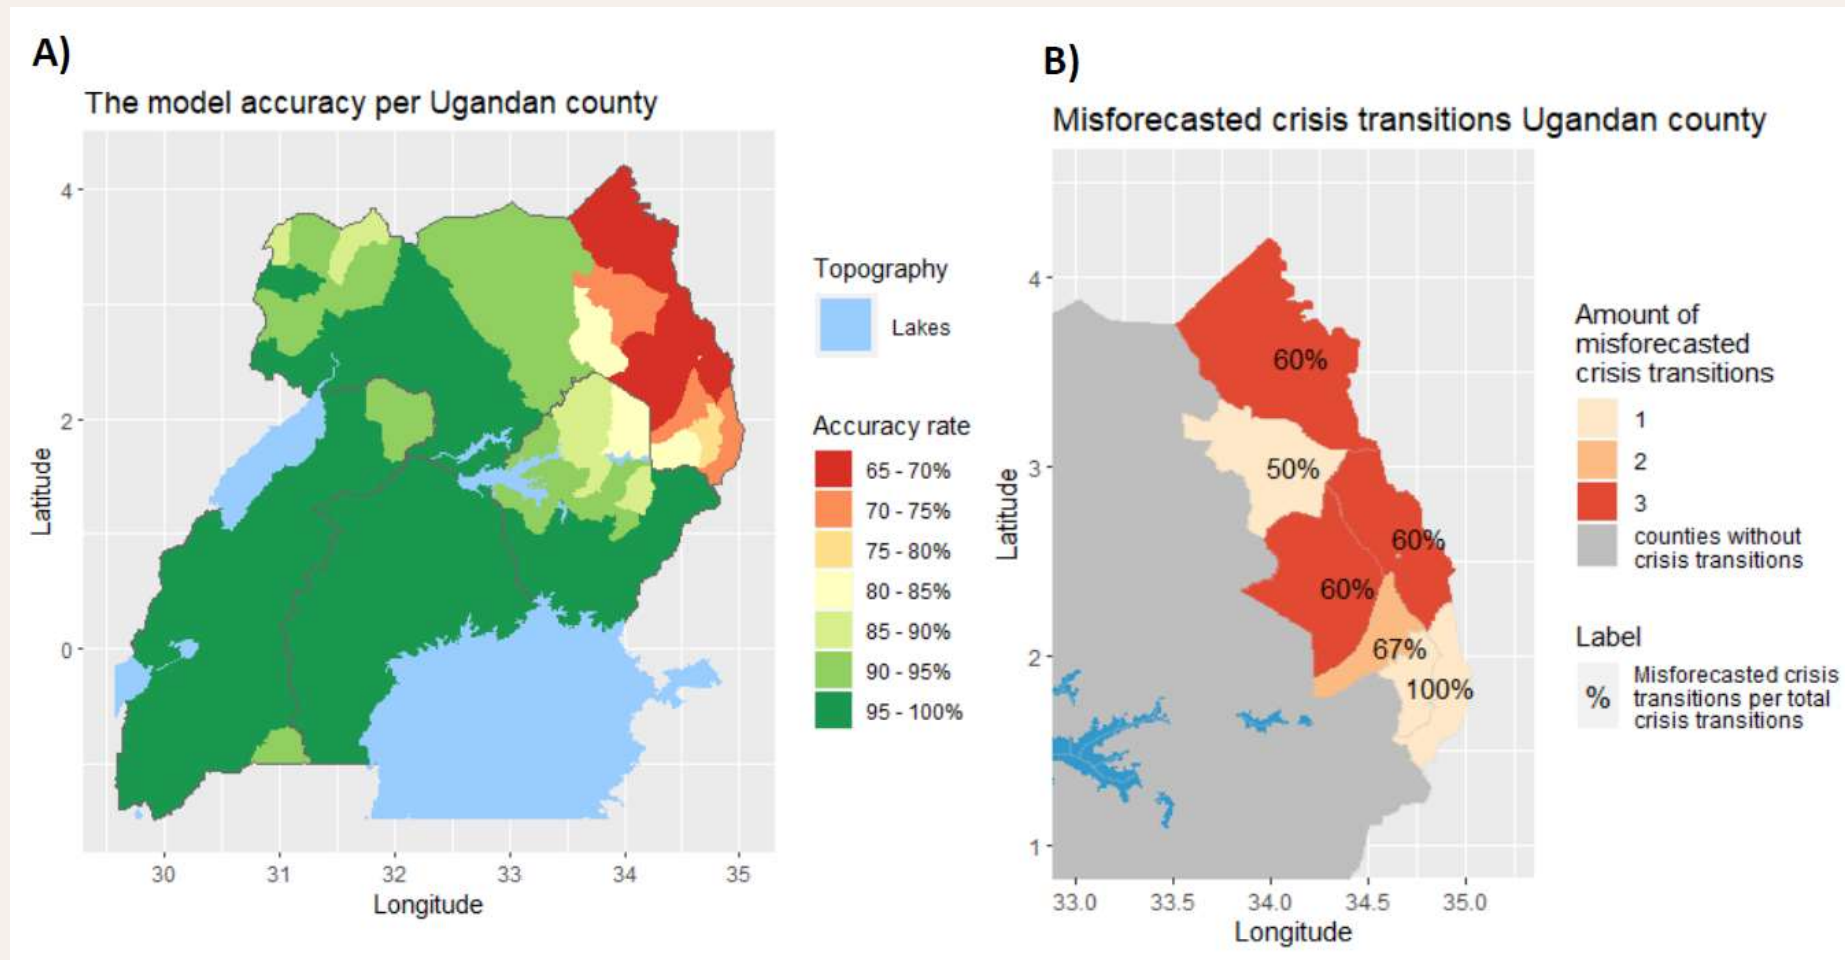 A)
The model accuracy per Ugandan county
4
2
0
Latitude
30 31 32 33 34 35
Longitude
Topography
Lakes
Accuracy rate
65 - 70%
70 - 75%
75 - 80%
80 - 85%
85 - 90%
90 - 95%
95 - 100%
B)
Misforecasted crisis transitions Ugandan county
4
3
2
1
Latitude
60%
50%
60%
60%
67%
100%
33.0 33.5 34.0 34.5 35.0
Longitude
Amount of
misforecasted
crisis transitions
1
2
3
counties without
crisis transitions
Label
% Misforecasted crisis
transitions per total
crisis transitions